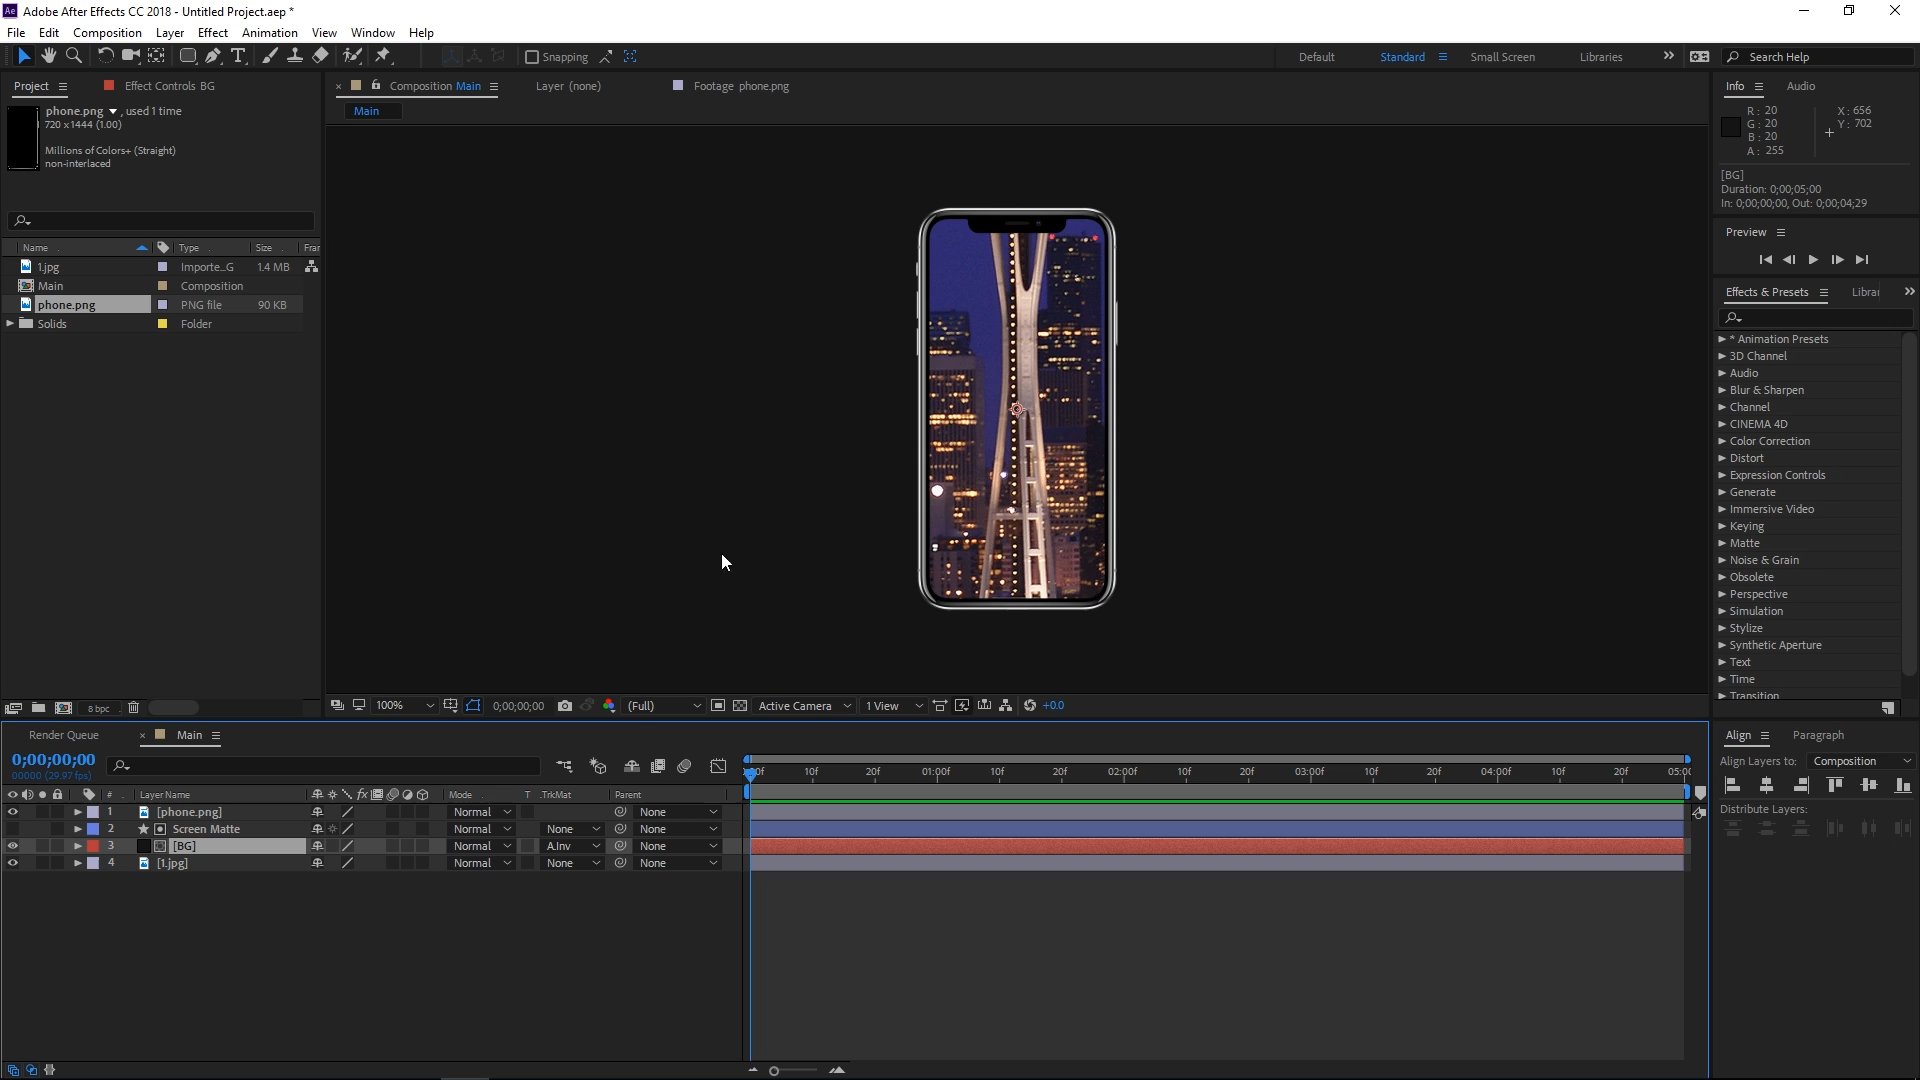 Adobe After Effects CC 2018 - Untitled Project.aep *
File Edit Composition Layer Effect Animation View Window Help
Snapping Default Standard Small Screen Libraries Search Help
Project Effect Controls BG
phone.png , used 1 time
720 x 1444 (1.00)
Millions of Colors+ (Straight)
non-interlaced
Name Type Size Frar
1.jpg Importe...G 1.4 MB
Main Composition
phone.png PNG file 90 KB
Solids Folder
8 bpc
Composition Main Layer (none) Footage phone.png
Main
100% 0;00;00;00 (Full) Active Camera 1 View +0.0
Info Audio
R: 20 X: 656
G: 20 Y: 702
B: 20
A: 255
[BG]
Duration: 0;00;05;00
In: 0;00;00;00, Out: 0;00;04;29
Preview
Effects & Presets Librar
* Animation Presets
3D Channel
Audio
Blur & Sharpen
Channel
CINEMA 4D
Color Correction
Distort
Expression Controls
Generate
Immersive Video
Keying
Matte
Noise & Grain
Obsolete
Perspective
Simulation
Stylize
Synthetic Aperture
Text
Time
Transition
Render Queue Main
0;00;00;00
00000 (29.97 fps)
10f 20f 01:00f 10f 20f 02:00f 10f 20f 03:00f 10f 20f 04:00f 10f 20f 05:00
# Layer Name Mode T .TrkMat Parent
1 [phone.png] Normal None
2 Screen Matte Normal None None
3 [BG] Normal A.Inv None
4 [1.jpg] Normal None None
Align Paragraph
Align Layers to: Composition
Distribute Layers: